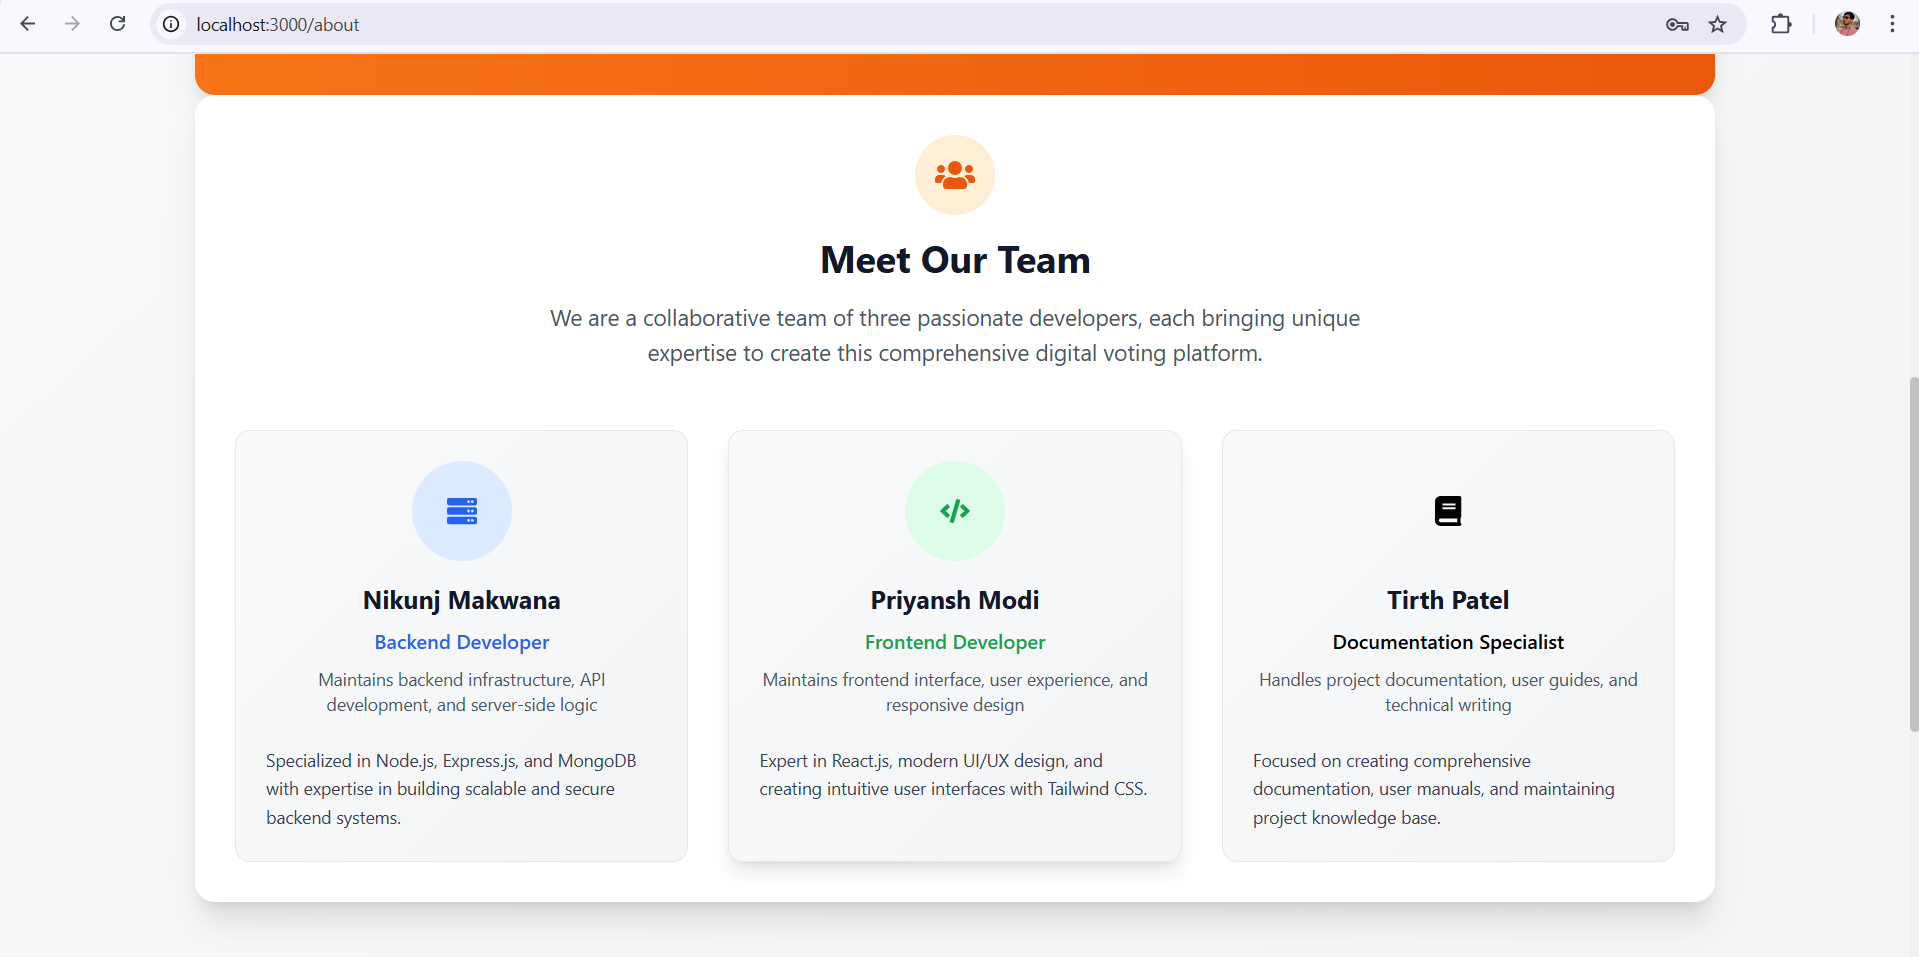 localhost:3000/about
Meet Our Team
We are a collaborative team of three passionate developers, each bringing unique
expertise to create this comprehensive digital voting platform.
Nikunj Makwana
Backend Developer
Maintains backend infrastructure, API
development, and server-side logic
Specialized in Node.js, Express.js, and MongoDB
with expertise in building scalable and secure
backend systems.
Priyansh Modi
Frontend Developer
Maintains frontend interface, user experience, and
responsive design
Expert in React.js, modern UI/UX design, and
creating intuitive user interfaces with Tailwind CSS.
Tirth Patel
Documentation Specialist
Handles project documentation, user guides, and
technical writing
Focused on creating comprehensive
documentation, user manuals, and maintaining
project knowledge base.